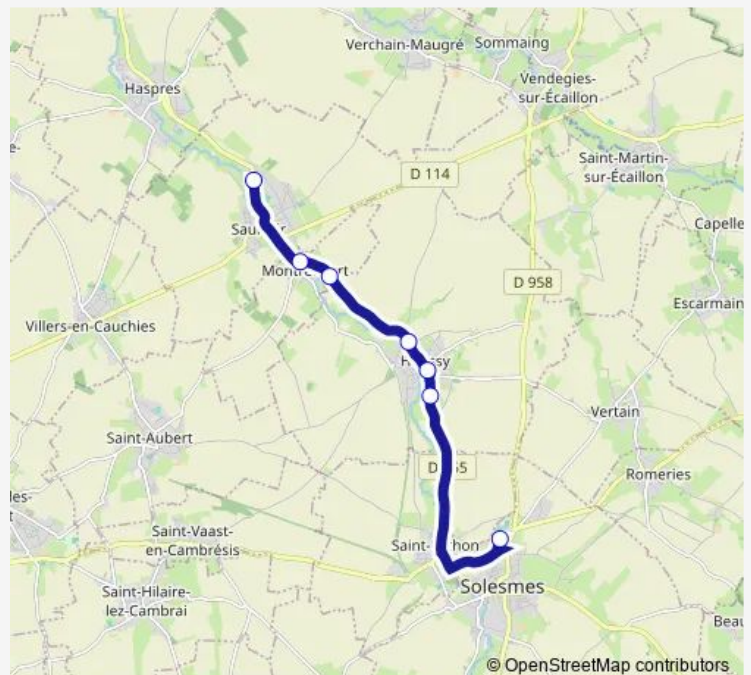 Verchain-Maugré
Sommaing
Haspres
Vendegies-
sur-Écaillon
Saint-Martin-
sur-Écaillon
D 114
Capelle
D 958
Escarmain
Villers-en-Cauchies
Vertain
Saint-Aubert
Romeries
Saint-Vaast-
en-Cambrésis
Saint-
Solesmes
Saint-Hilaire-
lez-Cambrai
Beau
© OpenStreetMap contributors